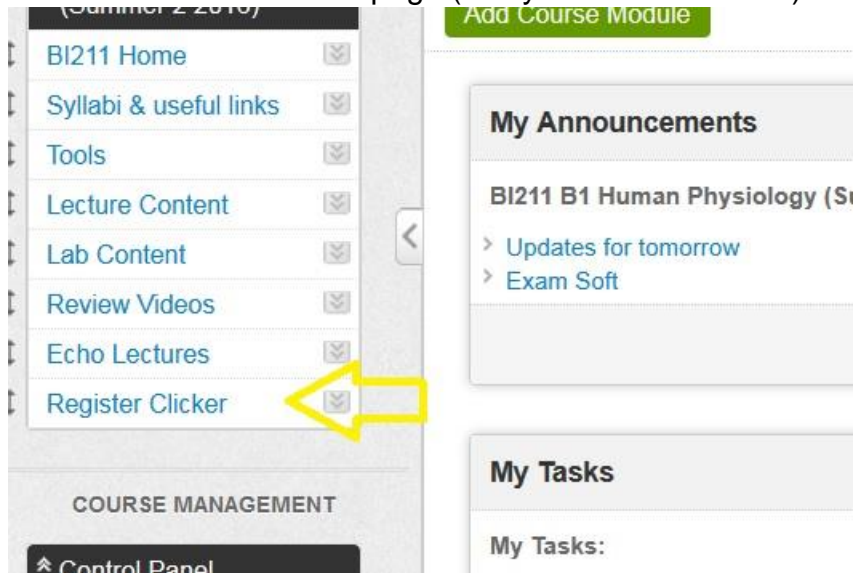 Add Course Module
BI211 Home
Syllabi & useful links
Tools
Lecture Content
Lab Content
Review Videos
Echo Lectures
Register Clicker
COURSE MANAGEMENT
Control Panel
My Announcements
BI211 B1 Human Physiology (Su
Updates for tomorrow
Exam Soft
My Tasks
My Tasks: